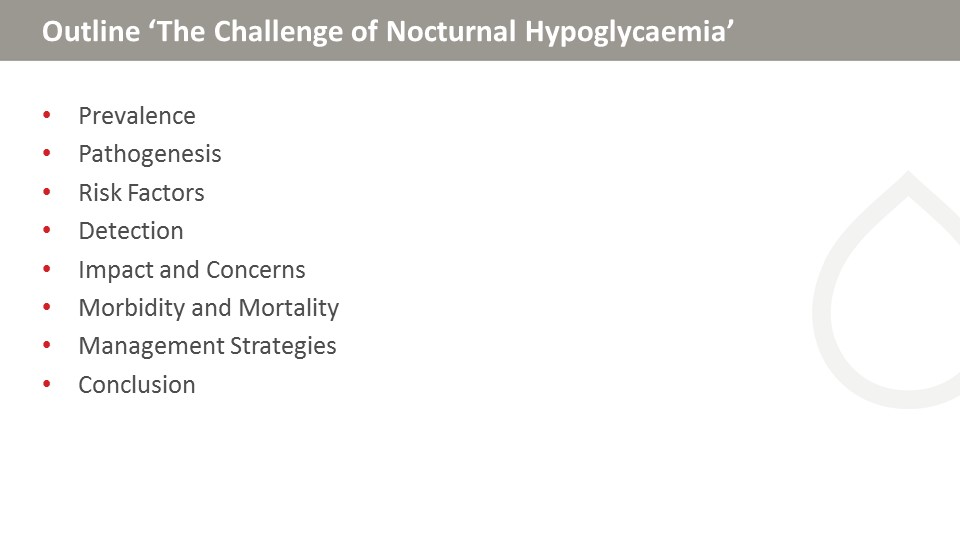 Outline ‘The Challenge of Nocturnal Hypoglycaemia’
• Prevalence
• Pathogenesis
• Risk Factors
• Detection
• Impact and Concerns
• Morbidity and Mortality
• Management Strategies
• Conclusion